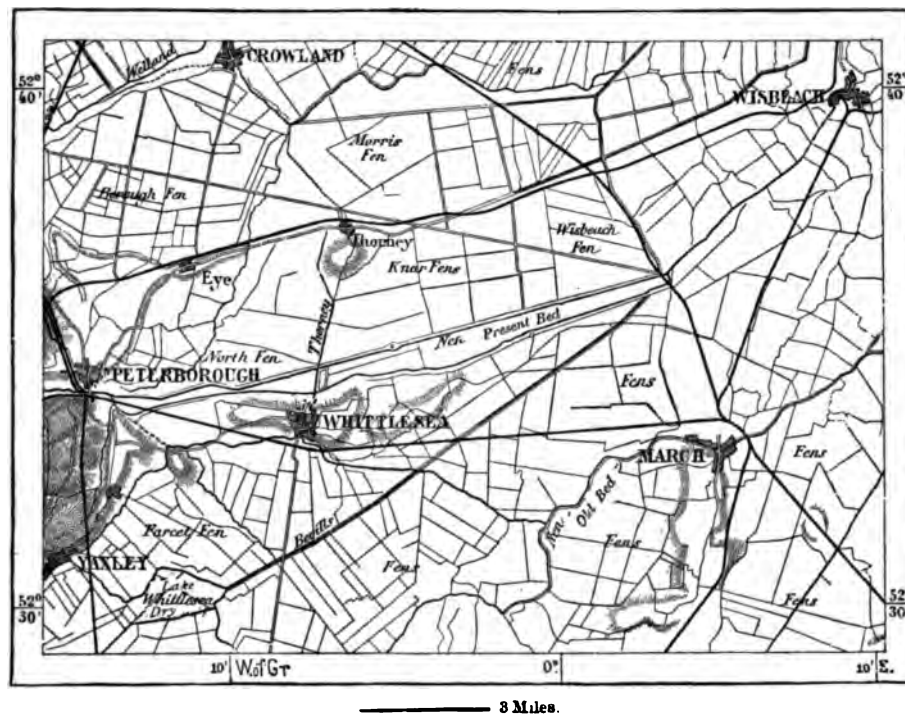 CROWLAND
Welland
Fens
52°
40'
52°
40'
WISBEACH
Morris
Fen
Borough Fen
Thorney
Wisbeach
Fen
Eye
Knar Fens
Thorney
Nen Present Bed
North Fen
PETERBOROUGH
Fens
WHITTLESEA
MARCH
Fens
Nen Old Bed
Farcet Fen
Bevills
Fens
Fens
YAXLEY
Lake
Whittlesea
Dry
52°
30'
Fens
52°
30'
10' W. of Gr
0°
10' E.
3 Miles.